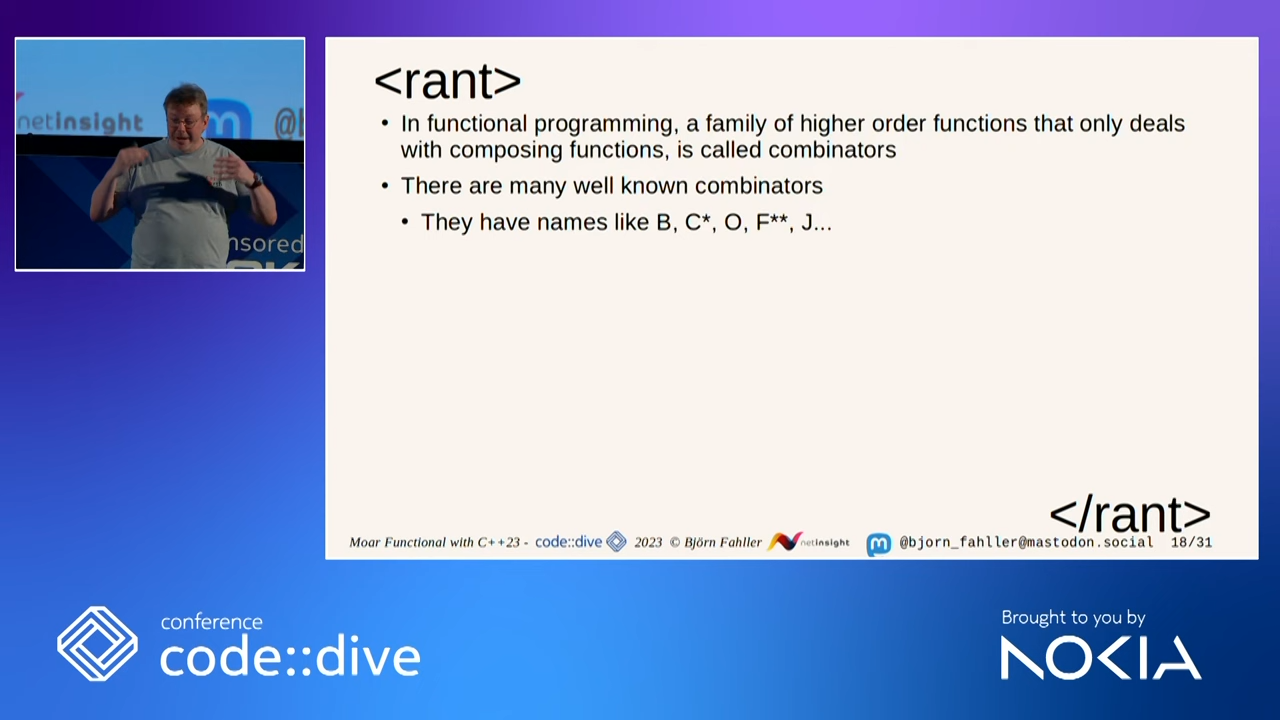 netinsight
@b
nsored
<rant>
• In functional programming, a family of higher order functions that only deals
with composing functions, is called combinators
• There are many well known combinators
• They have names like B, C*, O, F**, J...
</rant>
Moar Functional with C++23 - code::dive 2023 © Björn Fahller netinsight @bjorn_fahller@mastodon.social 18/31
conference
code::dive
Brought to you by
NOKIA